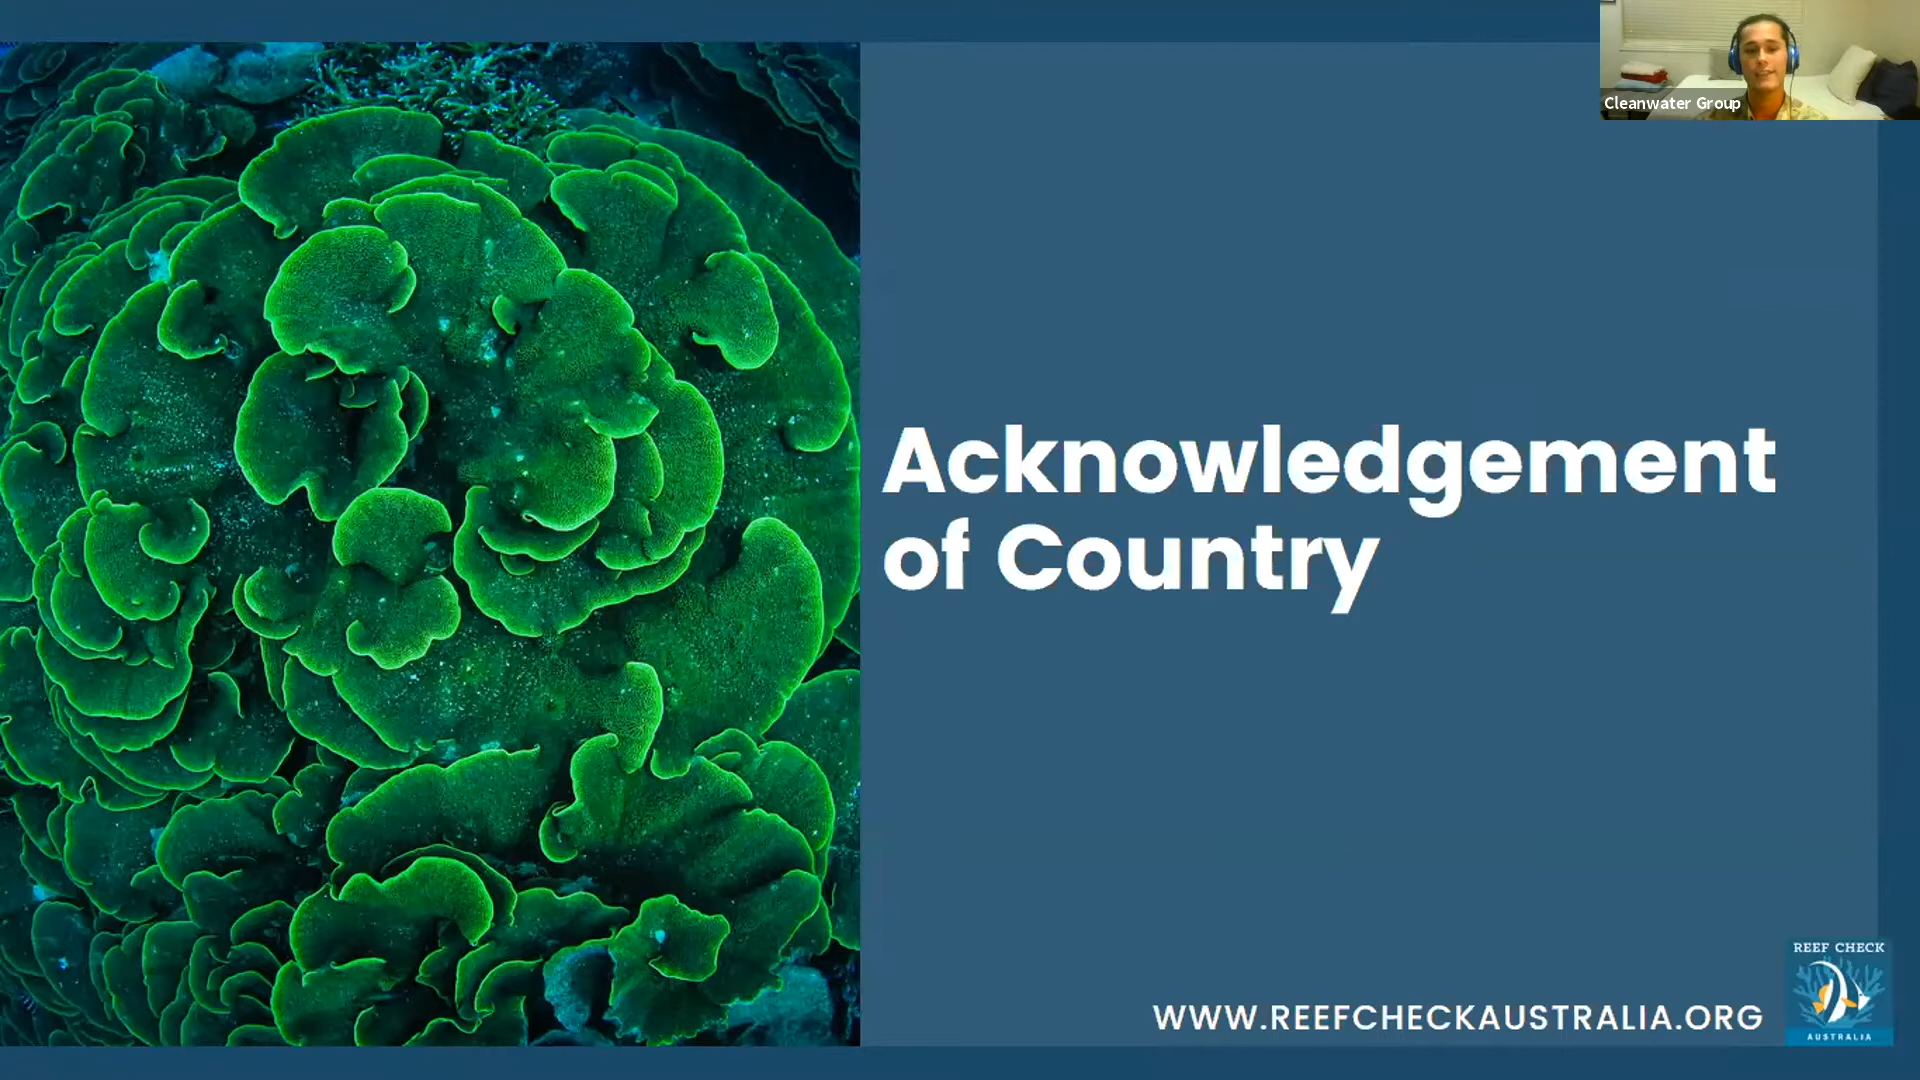 Cleanwater Group
Acknowledgement
of Country
WWW.REEFCHECKAUSTRALIA.ORG
REEF CHECK
AUSTRALIA